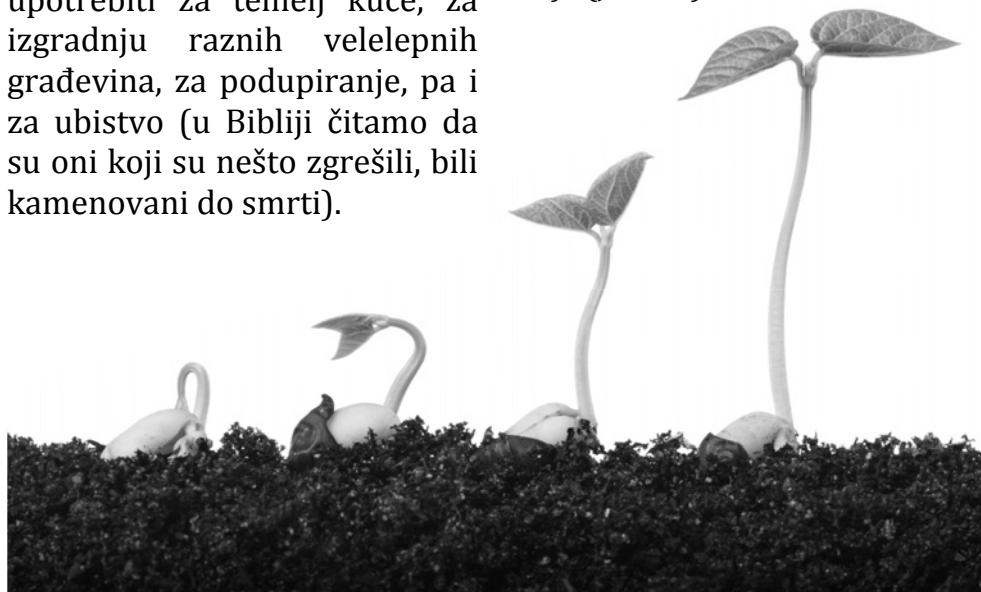 upotrebiti za temelj kuće, za
izgradnju raznih velelepnih
građevina, za podupiranje, pa i
za ubistvo (u Bibliji čitamo da
su oni koji su nešto zgrešili, bili
kamenovani do smrti).